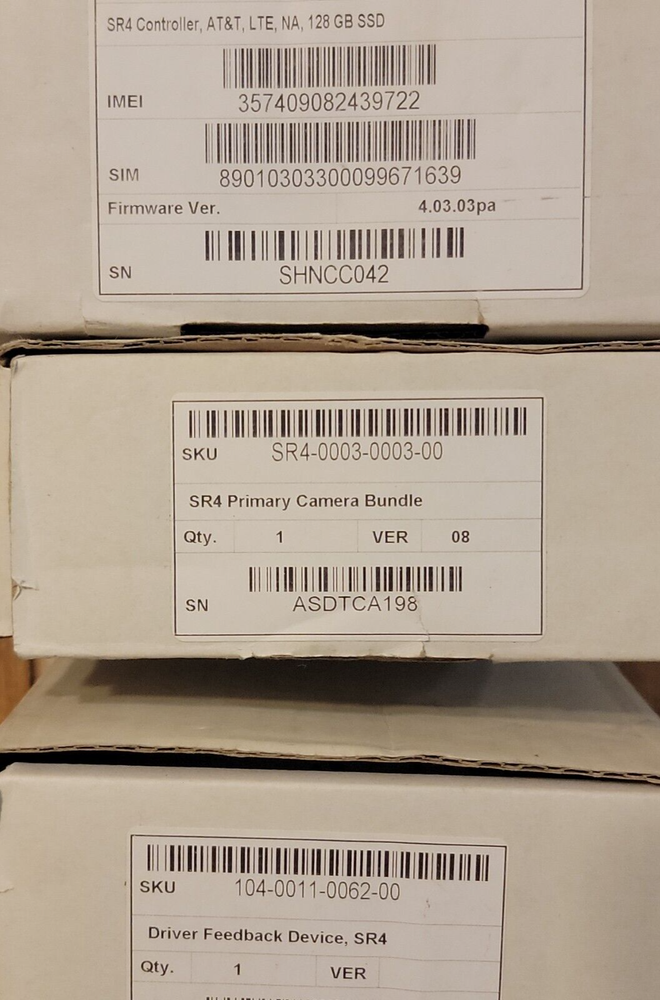 SR4 Controller, AT&T, LTE, NA, 128 GB SSD
IMEI 357409082439722
SIM 89010303300099671639
Firmware Ver. 4.03.03pa
SN SHNCC042
SKU SR4-0003-0003-00
SR4 Primary Camera Bundle
Qty. 1 VER 08
SN ASDTCA198
SKU 104-0011-0062-00
Driver Feedback Device, SR4
Qty. 1 VER